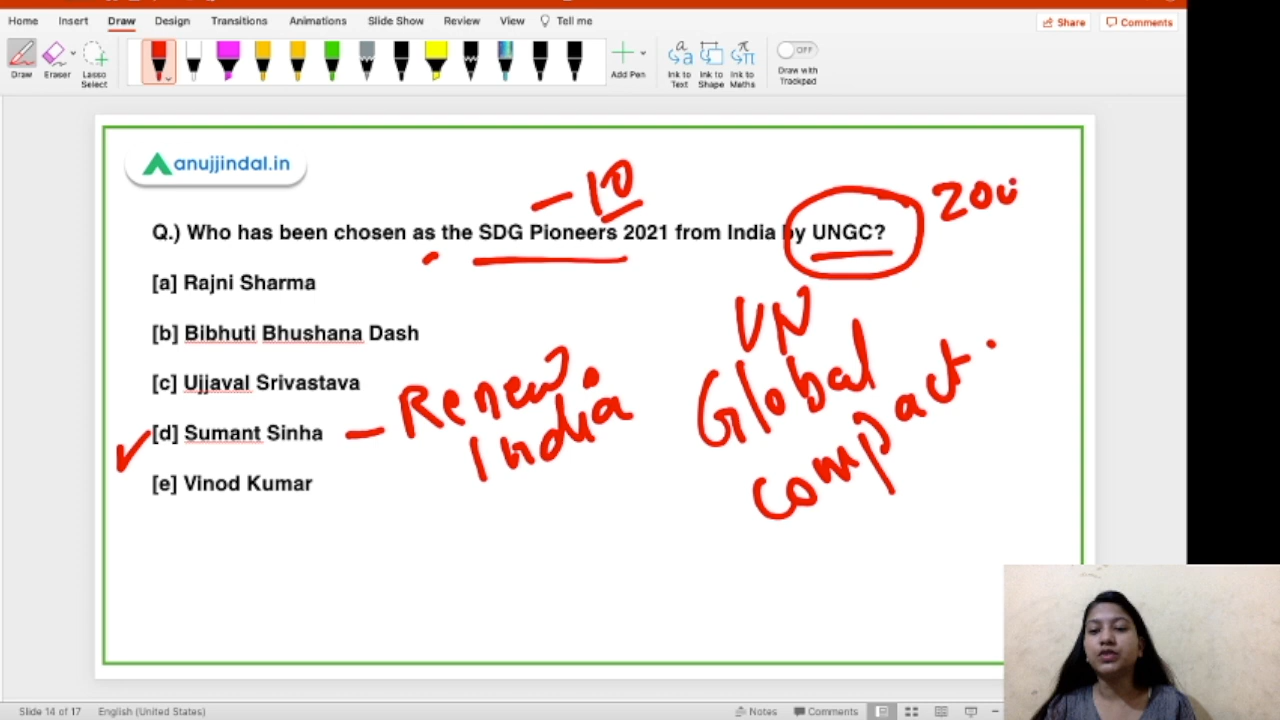 Home Insert Draw Design Transitions Animations Slide Show Review View Tell me
Share Comments
Draw Eraser Lasso Select Add Pen Ink to Text Ink to Shape Ink to Maths OFF Draw with Trackpad
anujjindal.in
- 10
Q.) Who has been chosen as the SDG Pioneers 2021 from India by UNGC?
[a] Rajni Sharma
[b] Bibhuti Bhushana Dash
[c] Ujjaval Srivastava
[d] Sumant Sinha
[e] Vinod Kumar
- Renew
India
UN
Global
compact
Slide 14 of 17 English (United States)
Notes Comments